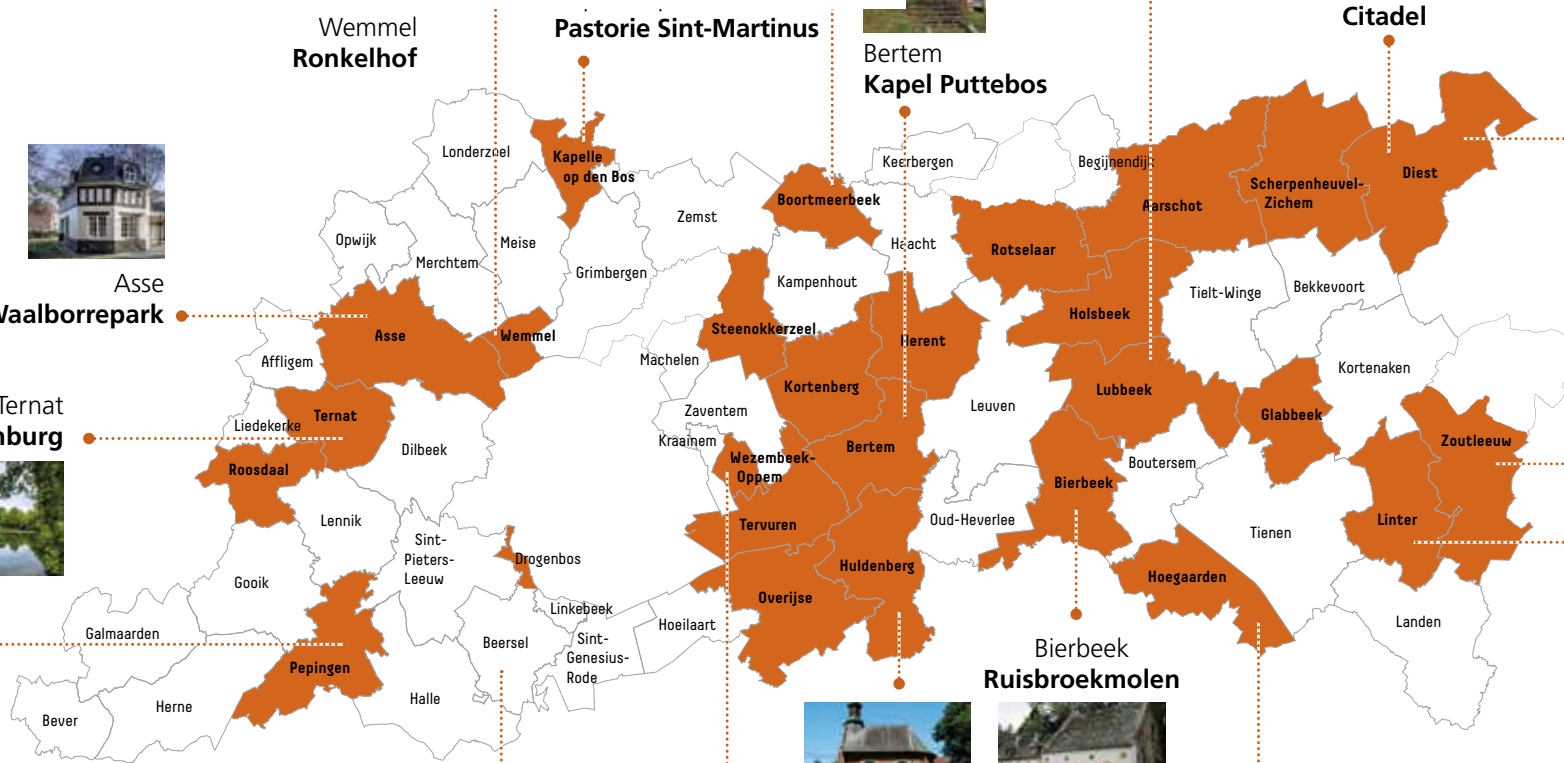 Wemmel
Ronkelhof
Pastorie Sint-Martinus
Bertem
Kapel Puttebos
Citadel
Asse
Waalborrepark
Ternat
Londerzeel
Kapelle
op den Bos
Keerbergen
Begijnendijk
Boortmeerbeek
Scherpenheuvel-
Zichem
Diest
Aarschot
Zemst
Opwijk
Merchtem
Meise
Grimbergen
Haacht
Rotselaar
Kampenhout
Tielt-Winge
Bekkevoort
Asse
Wemmel
Steenokkerzeel
Herent
Holsbeek
Affligem
Machelen
Kortenberg
Kortenaken
Lubbeek
Leuven
Glabbeek
Liedekerke
Ternat
Zaventem
Kraainem
Dilbeek
Bertem
Zoutleeuw
Roosdaal
Wezembeek-
Oppem
Boutersem
Bierbeek
Lennik
Tervuren
Oud-Heverlee
Linter
Tienen
Sint-
Pieters-
Leeuw
Drogenbos
Huldenberg
Hoegaarden
Gooik
Overijse
Linkebeek
Hoeilaart
Landen
Galmaarden
Beersel
Sint-
Genesius-
Rode
Pepingen
Halle
Herne
Bever
Bierbeek
Ruisbroekmolen